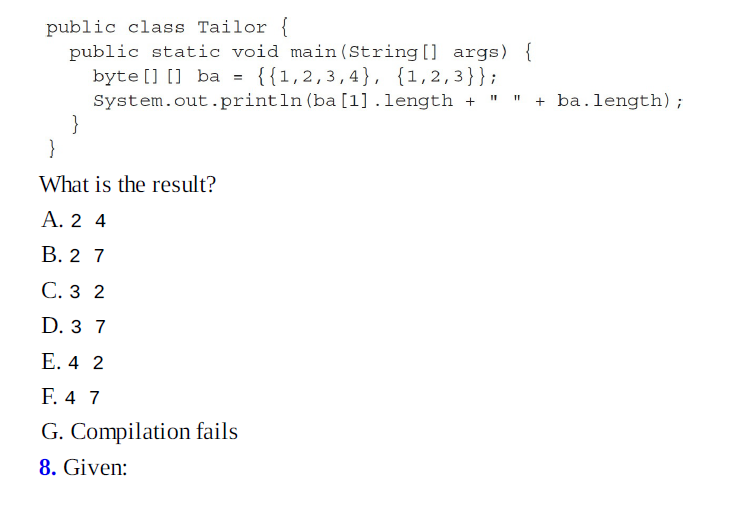 public class Tailor {
public static void main(String[] args) {
byte[][] ba = {{1,2,3,4}, {1,2,3}};
System.out.println(ba[1].length + " " + ba.length);
}
}
What is the result?
A. 2 4
B. 2 7
C. 3 2
D. 3 7
E. 4 2
F. 4 7
G. Compilation fails
8. Given: